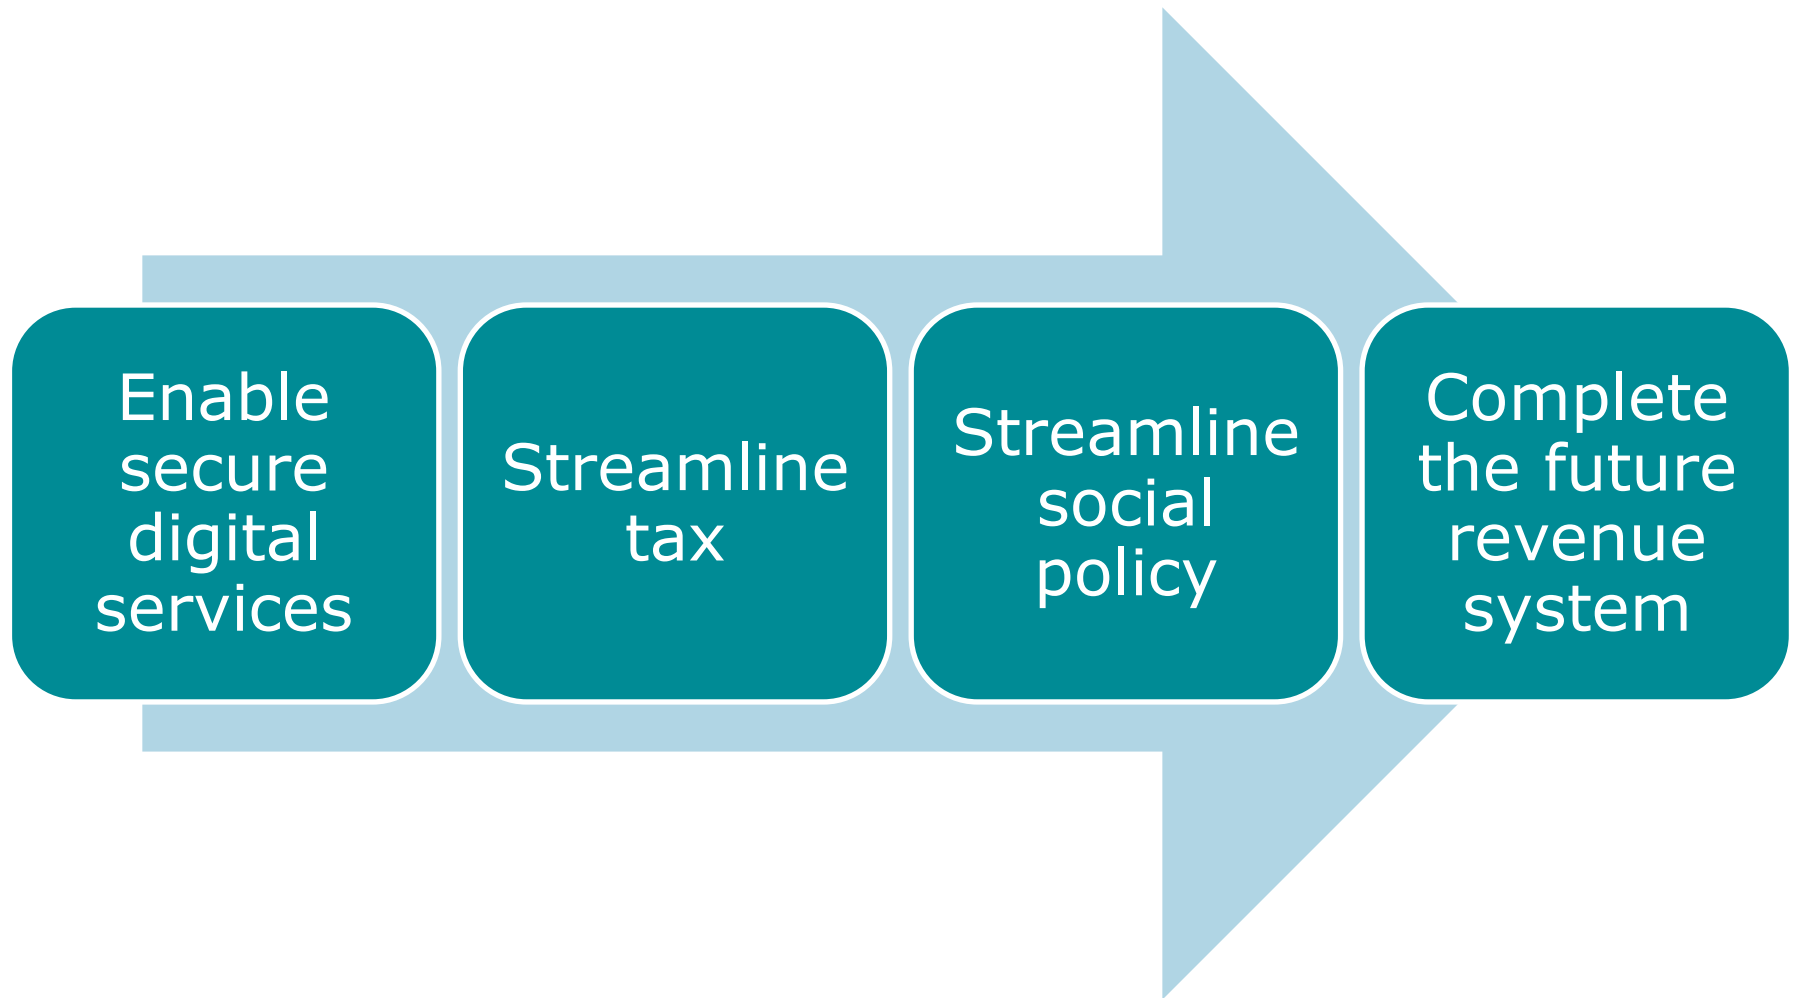 Enable
secure
digital
services
Streamline
tax
Streamline
social
policy
Complete
the future
revenue
system